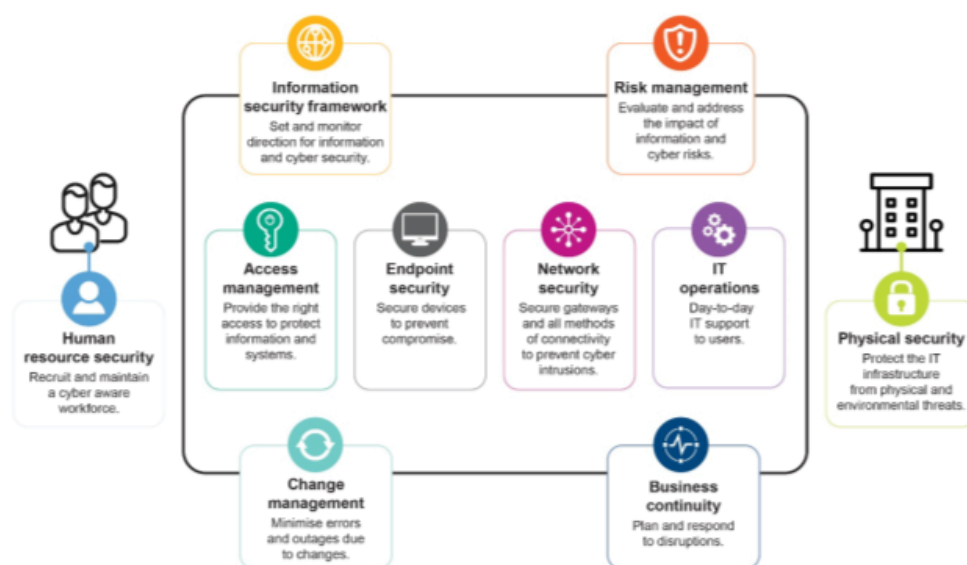 Information
security framework
Set and monitor
direction for information
and cyber security.
Risk management
Evaluate and address
the impact of
information and
cyber risks.
Human
resource security
Recruit and maintain
a cyber aware
workforce.
Access
management
Provide the right
access to protect
information and
systems.
Endpoint
security
Secure devices
to prevent
compromise.
Network
security
Secure gateways
and all methods
of connectivity
to prevent cyber
intrusions.
IT
operations
Day-to-day
IT support
to users.
Physical security
Protect the IT
infrastructure
from physical and
environmental threats.
Change
management
Minimise errors
and outages due
to changes.
Business
continuity
Plan and respond
to disruptions.